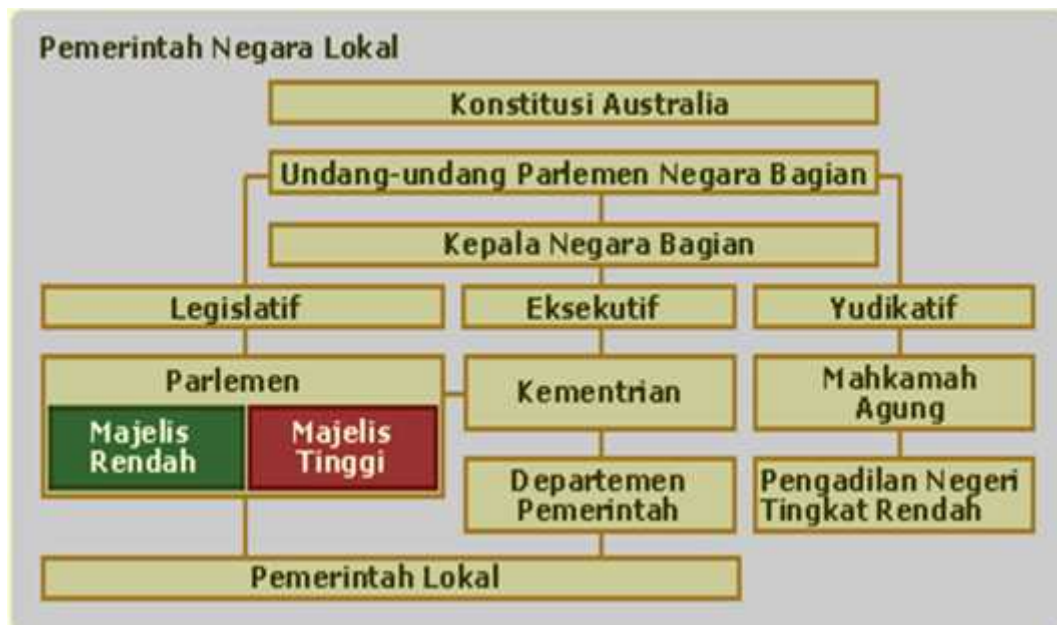 Pemerintah Negara Lokal
Konstitusi Australia
Undang-undang Parlemen Negara Bagian
Kepala Negara Bagian
Legislatif
Eksekutif
Yudikatif
Parlemen
Majelis
Rendah
Majelis
Tinggi
Kementrian
Mahkamah
Agung
Departemen
Pemerintah
Pengadilan Negeri
Tingkat Rendah
Pemerintah Lokal